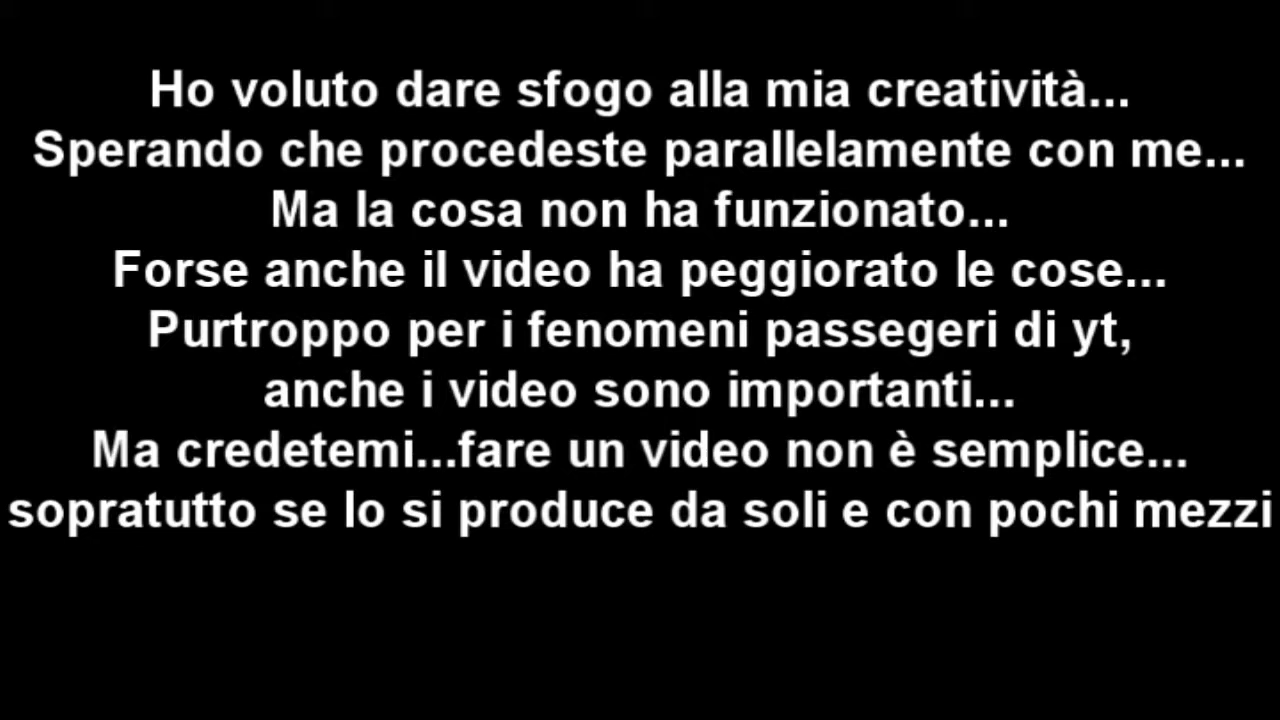 Ho voluto dare sfogo alla mia creatività...
Sperando che procedeste parallelamente con me...
Ma la cosa non ha funzionato...
Forse anche il video ha peggiorato le cose...
Purtroppo per i fenomeni passegeri di yt,
anche i video sono importanti...
Ma credetemi...fare un video non è semplice...
sopratutto se lo si produce da soli e con pochi mezzi